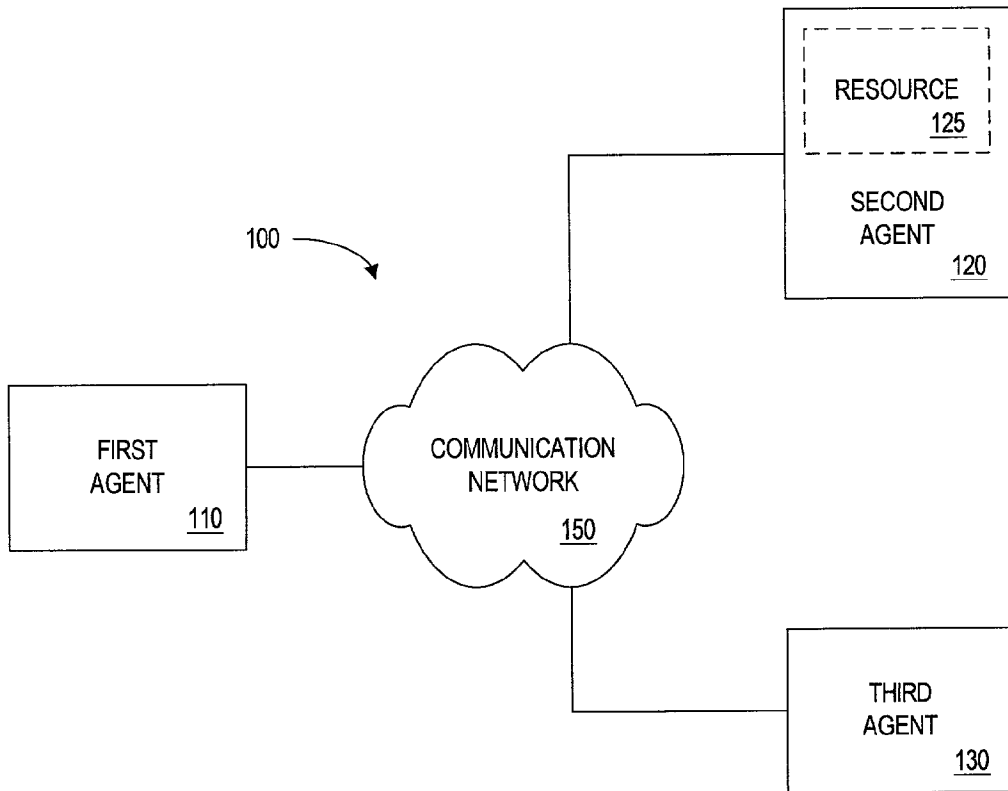 RESOURCE
125
SECOND
AGENT
120
100
FIRST
AGENT
110
COMMUNICATION
NETWORK
150
THIRD
AGENT
130